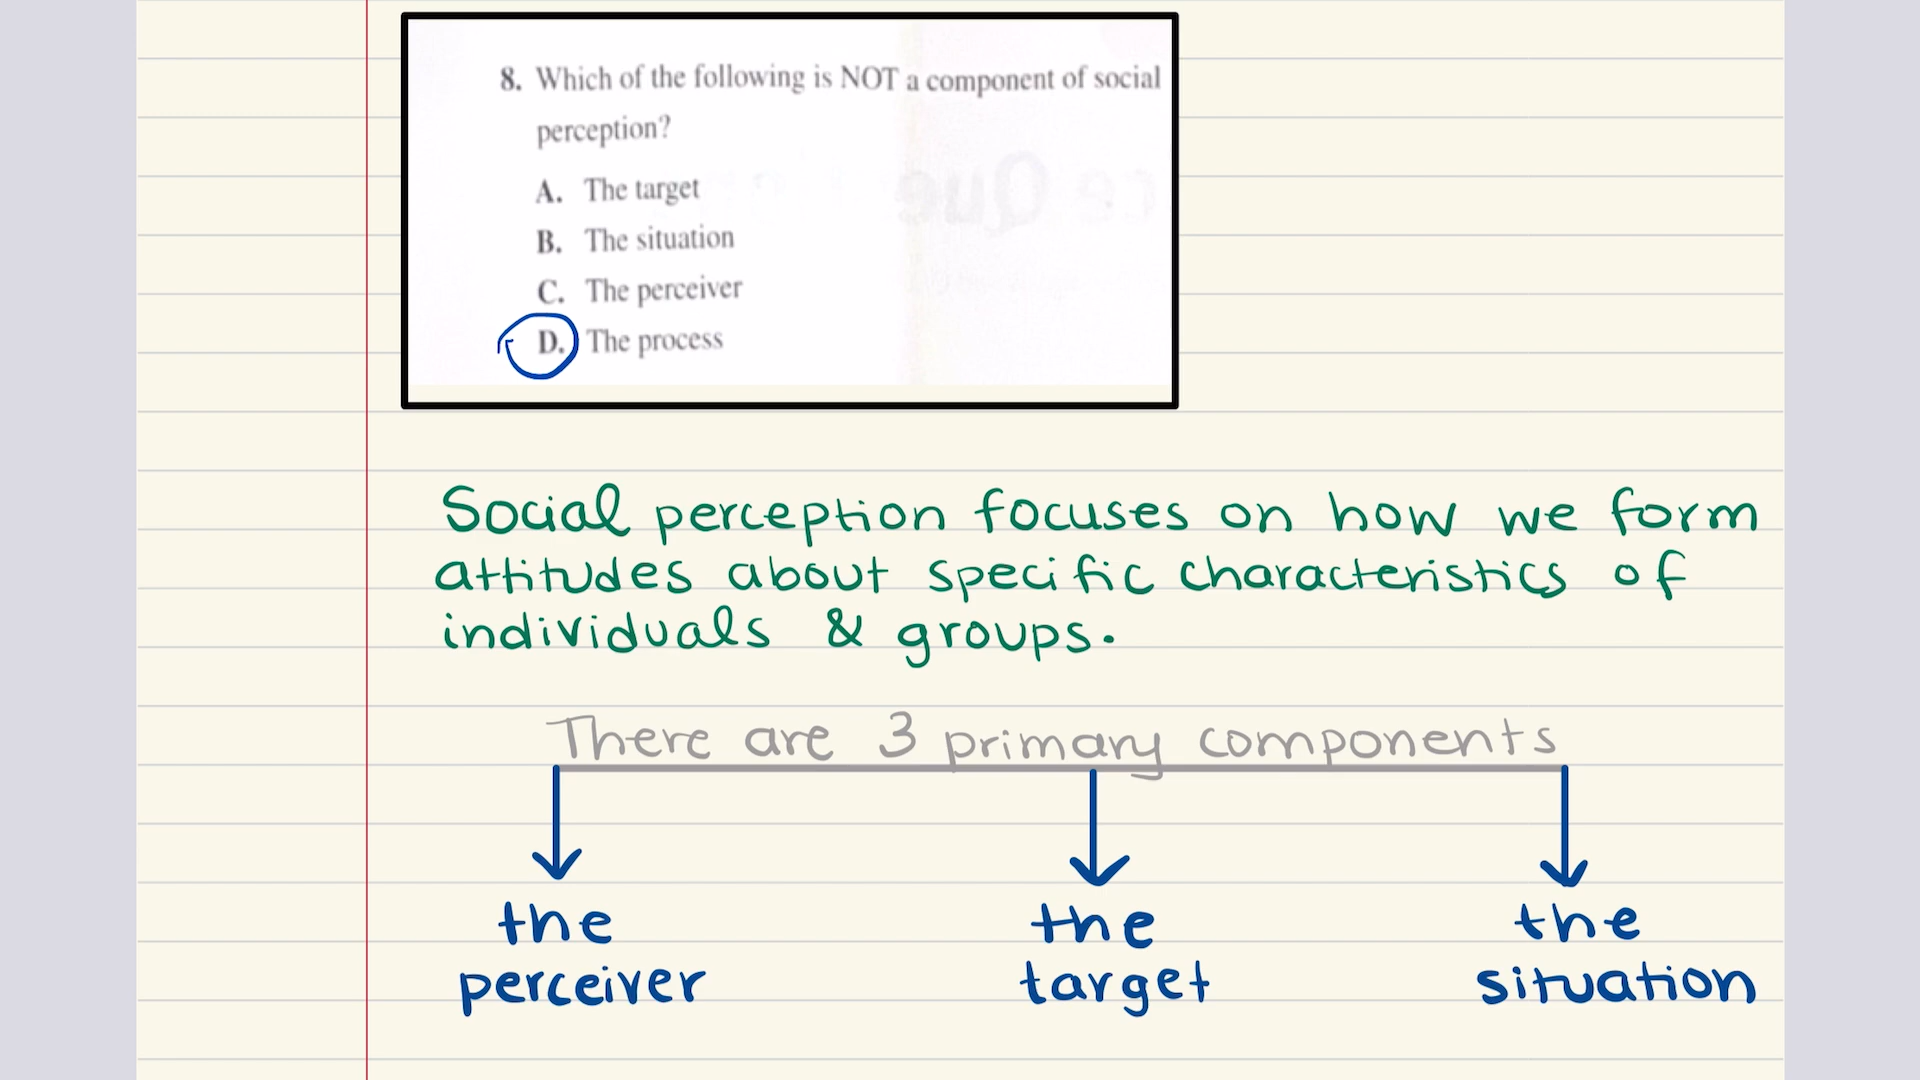 8. Which of the following is NOT a component of social
perception?
A. The target
B. The situation
C. The perceiver
D. The process
Social perception focuses on how we form
attitudes about specific characteristics of
individuals & groups.
There are 3 primary components
the the the
perceiver target situation